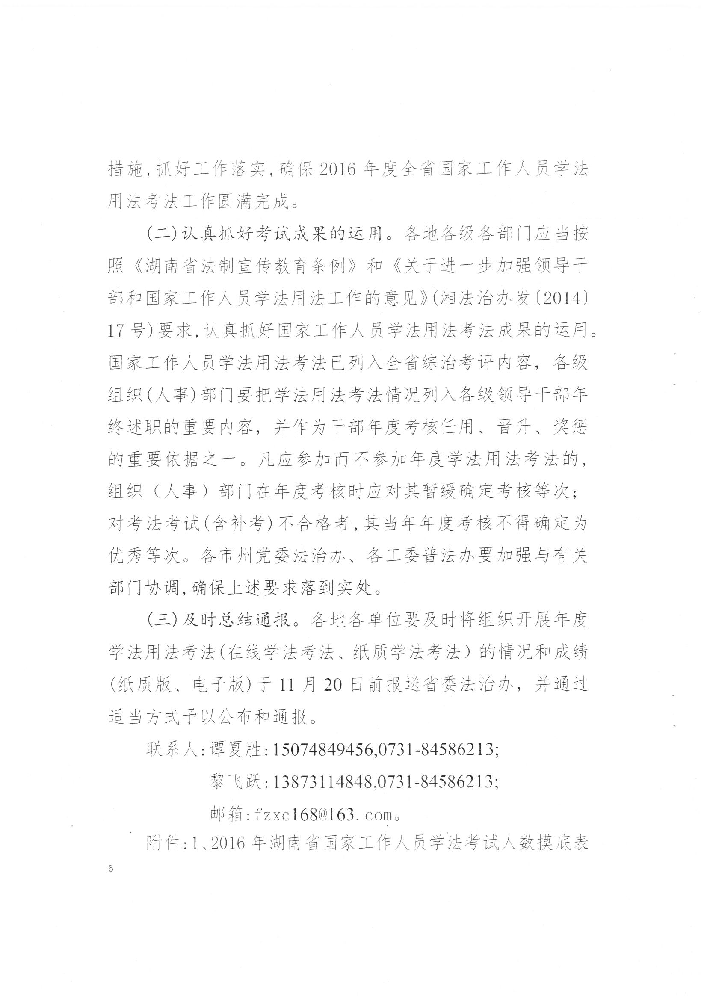 措施,抓好工作落实,确保 2016 年度全省国家工作人员学法
用法考法工作圆满完成。
(二)认真抓好考试成果的运用。各地各级各部门应当按
照《湖南省法制宣传教育条例》和《关于进一步加强领导干
部和国家工作人员学法用法工作的意见》(湘法治办发〔2014〕
17 号)要求,认真抓好国家工作人员学法用法考法成果的运用。
国家工作人员学法用法考法已列入全省综治考评内容，各级
组织(人事)部门要把学法用法考法情况列入各级领导干部年
终述职的重要内容，并作为干部年度考核任用、晋升、奖惩
的重要依据之一。凡应参加而不参加年度学法用法考法的,
组织（人事）部门在年度考核时应对其暂缓确定考核等次;
对考法考试(含补考)不合格者,其当年年度考核不得确定为
优秀等次。各市州党委法治办、各工委普法办要加强与有关
部门协调,确保上述要求落到实处。
(三)及时总结通报。各地各单位要及时将组织开展年度
学法用法考法(在线学法考法、纸质学法考法）的情况和成绩
(纸质版、电子版)于 11 月 20 日前报送省委法治办，并通过
适当方式予以公布和通报。
联系人:谭夏胜:15074849456,0731-84586213;
黎飞跃:13873114848,0731-84586213;
邮箱:fzxc168@163.com。
附件:1、2016 年湖南省国家工作人员学法考试人数摸底表
6